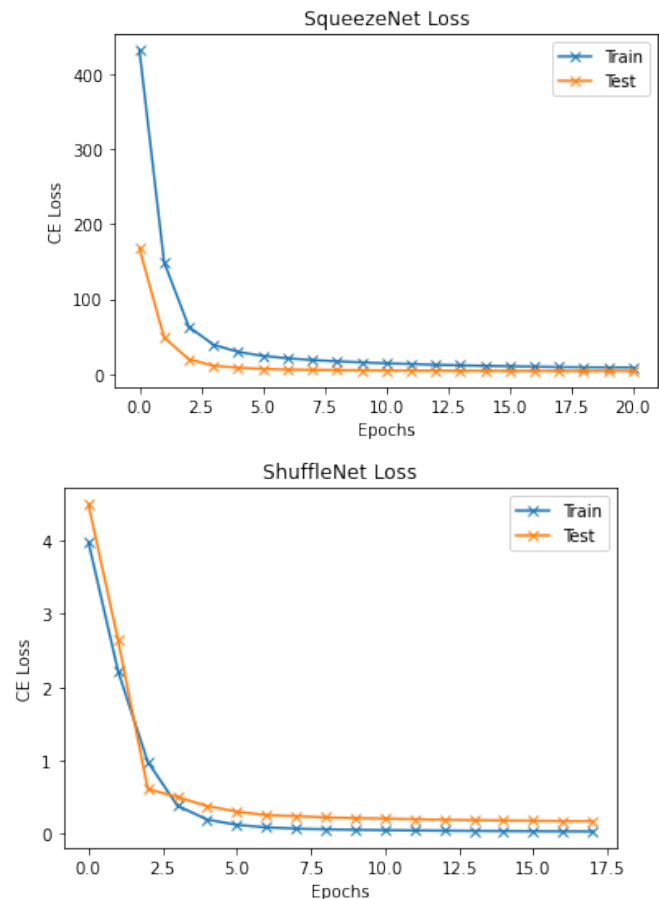 SqueezeNet Loss
Train
Test
400
300
200
100
0
CE Loss
0.0 2.5 5.0 7.5 10.0 12.5 15.0 17.5 20.0
Epochs
ShuffleNet Loss
Train
Test
4
3
2
1
0
CE Loss
0.0 2.5 5.0 7.5 10.0 12.5 15.0 17.5
Epochs